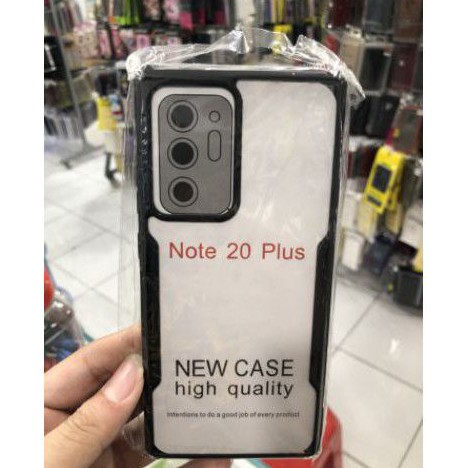 Note 20 Plus
NEW CASE
high quality
Intentions to do a good job of every product